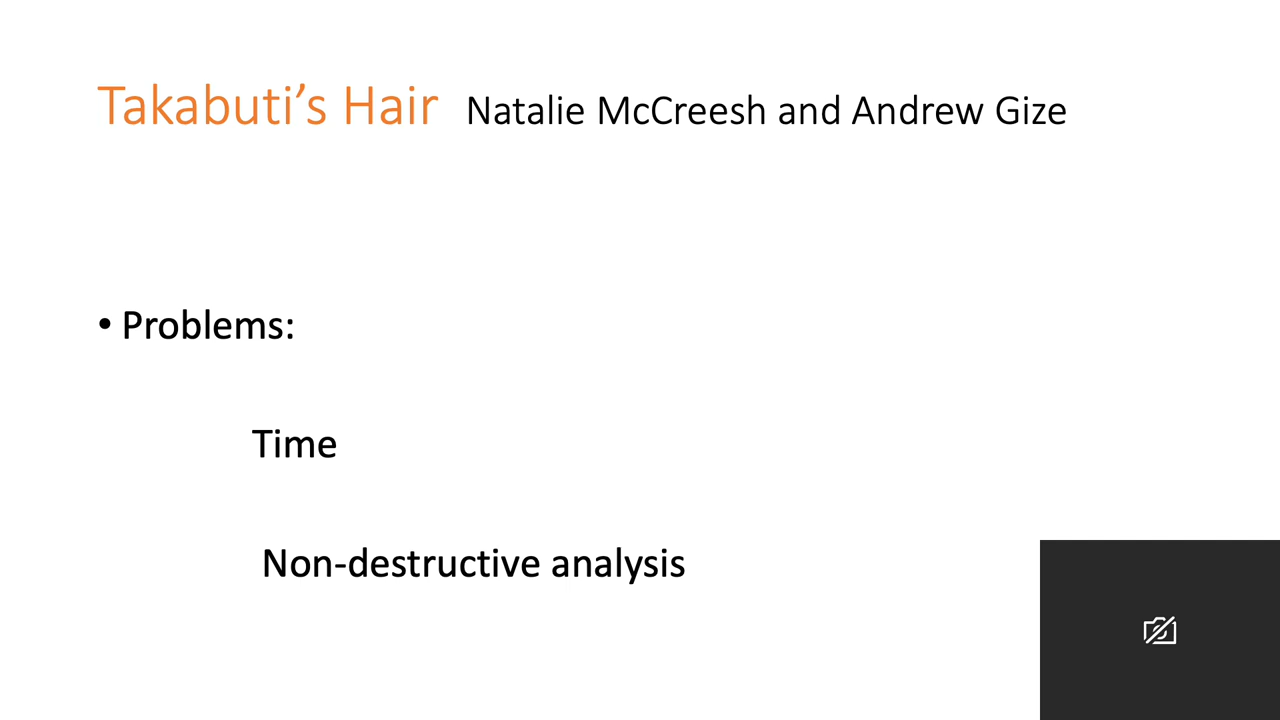 Takabuti’s Hair Natalie McCreesh and Andrew Gize
• Problems:
Time
Non-destructive analysis